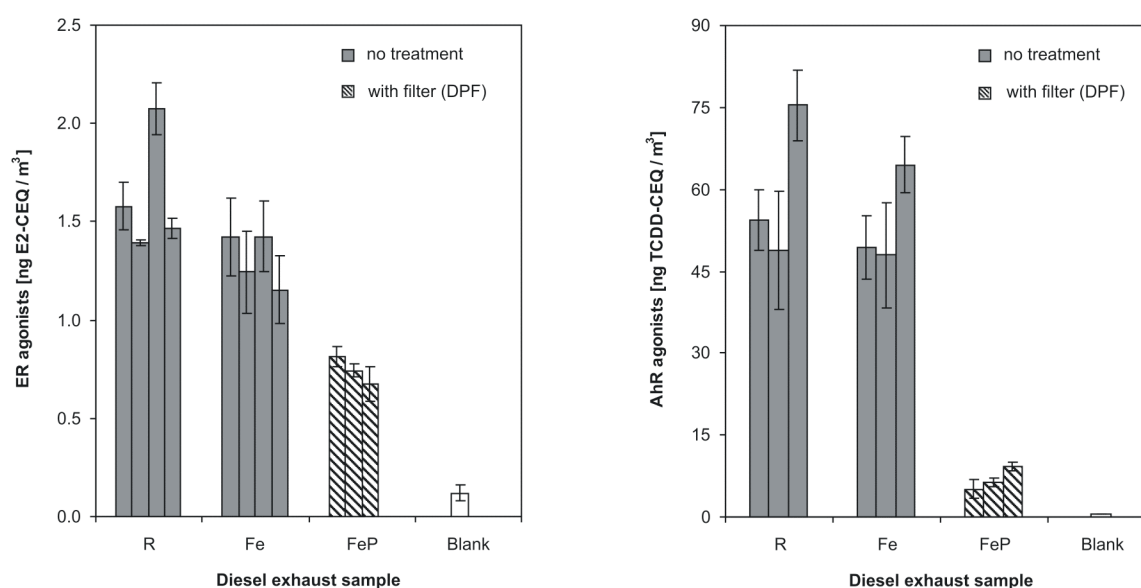 2.5
2.0
1.5
1.0
0.5
0.0
ER agonists [ng E2-CEQ / m³]
no treatment
with filter (DPF)
R Fe FeP Blank
Diesel exhaust sample
90
75
60
45
30
15
0
AhR agonists [ng TCDD-CEQ / m³]
no treatment
with filter (DPF)
R Fe FeP Blank
Diesel exhaust sample